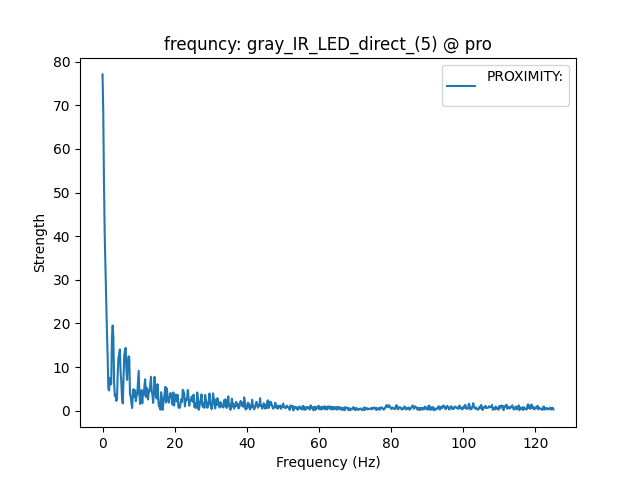 frequncy: gray_IR_LED_direct_(5) @ pro
PROXIMITY:
Strength
80
70
60
50
40
30
20
10
0
0 20 40 60 80 100 120
Frequency (Hz)